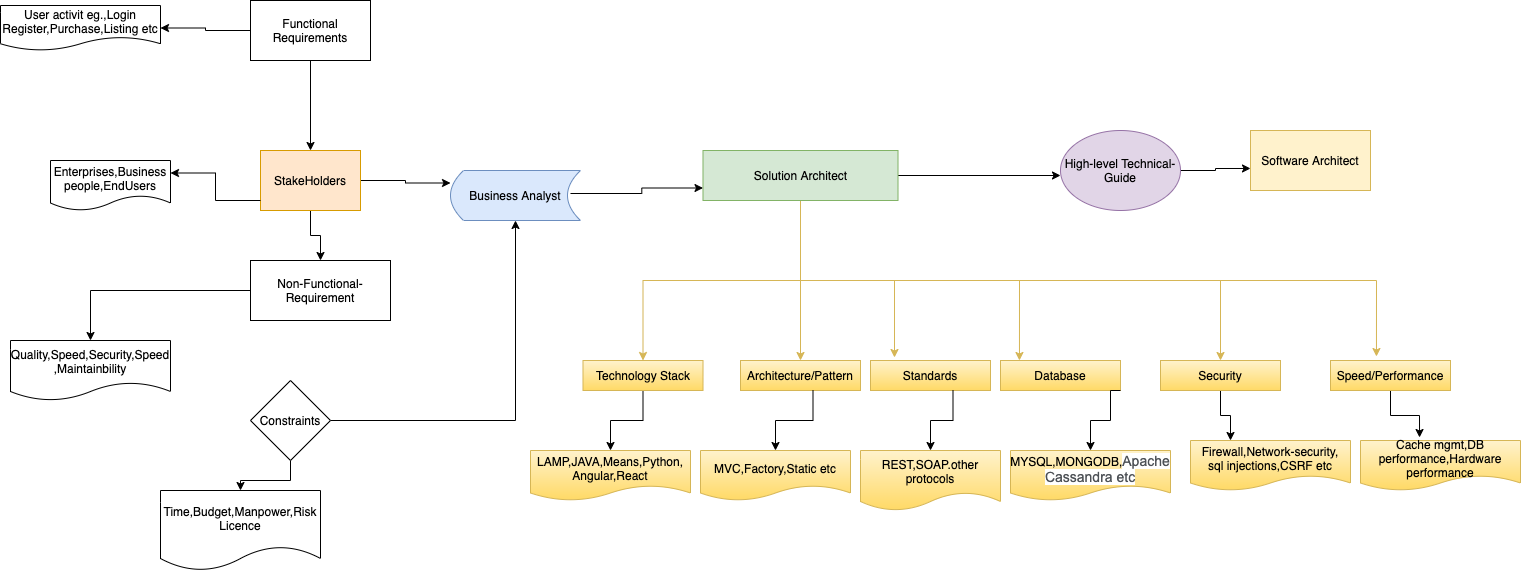 User activit eg.,Login
Register,Purchase,Listing etc
Functional
Requirements
Enterprises,Business
people,EndUsers
StakeHolders
Business Analyst
Solution Architect
High-level Technical-
Guide
Software Architect
Non-Functional-
Requirement
Quality,Speed,Security,Speed
,Maintainbility
Constraints
Time,Budget,Manpower,Risk
Licence
Technology Stack
Architecture/Pattern
Standards
Database
Security
Speed/Performance
LAMP,JAVA,Means,Python,
Angular,React
MVC,Factory,Static etc
REST,SOAP.other
protocols
MYSQL,MONGODB,Apache
Cassandra etc
Firewall,Network-security,
sql injections,CSRF etc
Cache mgmt,DB
performance,Hardware
performance